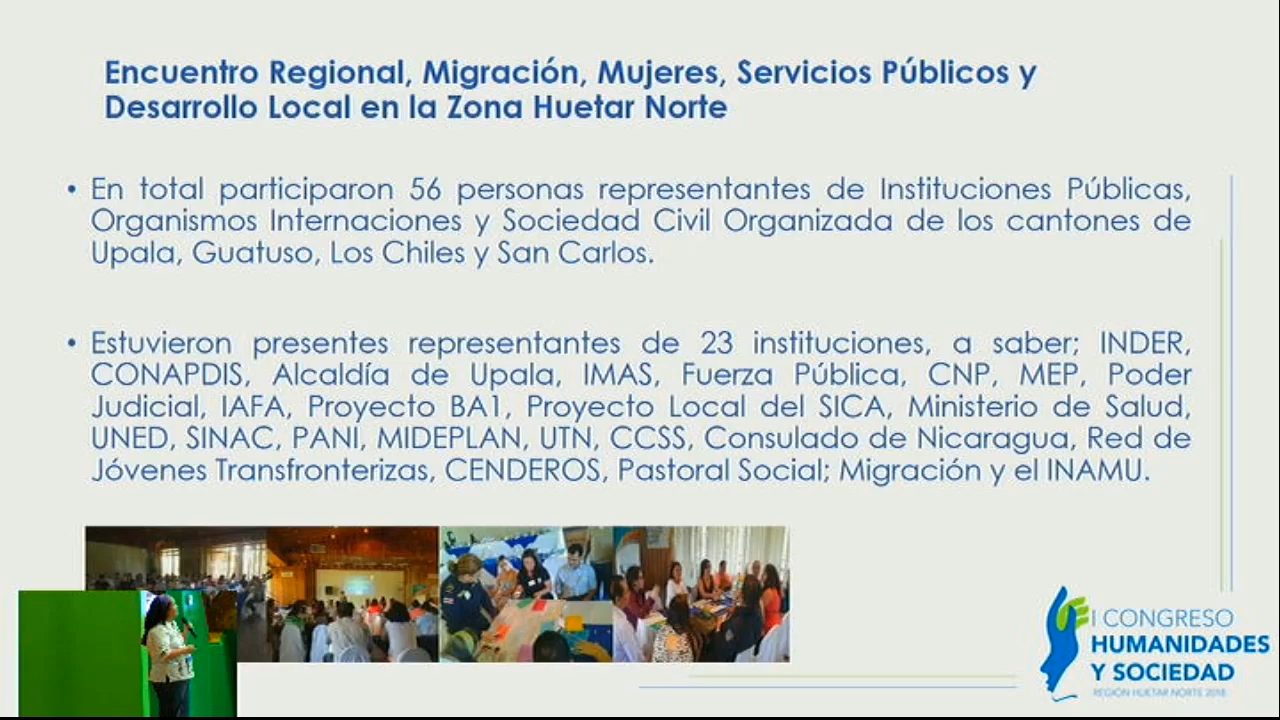 Encuentro Regional, Migración, Mujeres, Servicios Públicos y
Desarrollo Local en la Zona Huetar Norte
• En total participaron 56 personas representantes de Instituciones Públicas,
Organismos Internaciones y Sociedad Civil Organizada de los cantones de
Upala, Guatuso, Los Chiles y San Carlos.
• Estuvieron presentes representantes de 23 instituciones, a saber; INDER,
CONAPDIS, Alcaldía de Upala, IMAS, Fuerza Pública, CNP, MEP, Poder
Judicial, IAFA, Proyecto BA1, Proyecto Local del SICA, Ministerio de Salud,
UNED, SINAC, PANI, MIDEPLAN, UTN, CCSS, Consulado de Nicaragua, Red de
Jóvenes Transfronterizas, CENDEROS, Pastoral Social; Migración y el INAMU.
I CONGRESO
HUMANIDADES
Y SOCIEDAD
REGIÓN HUETAR NORTE 2018